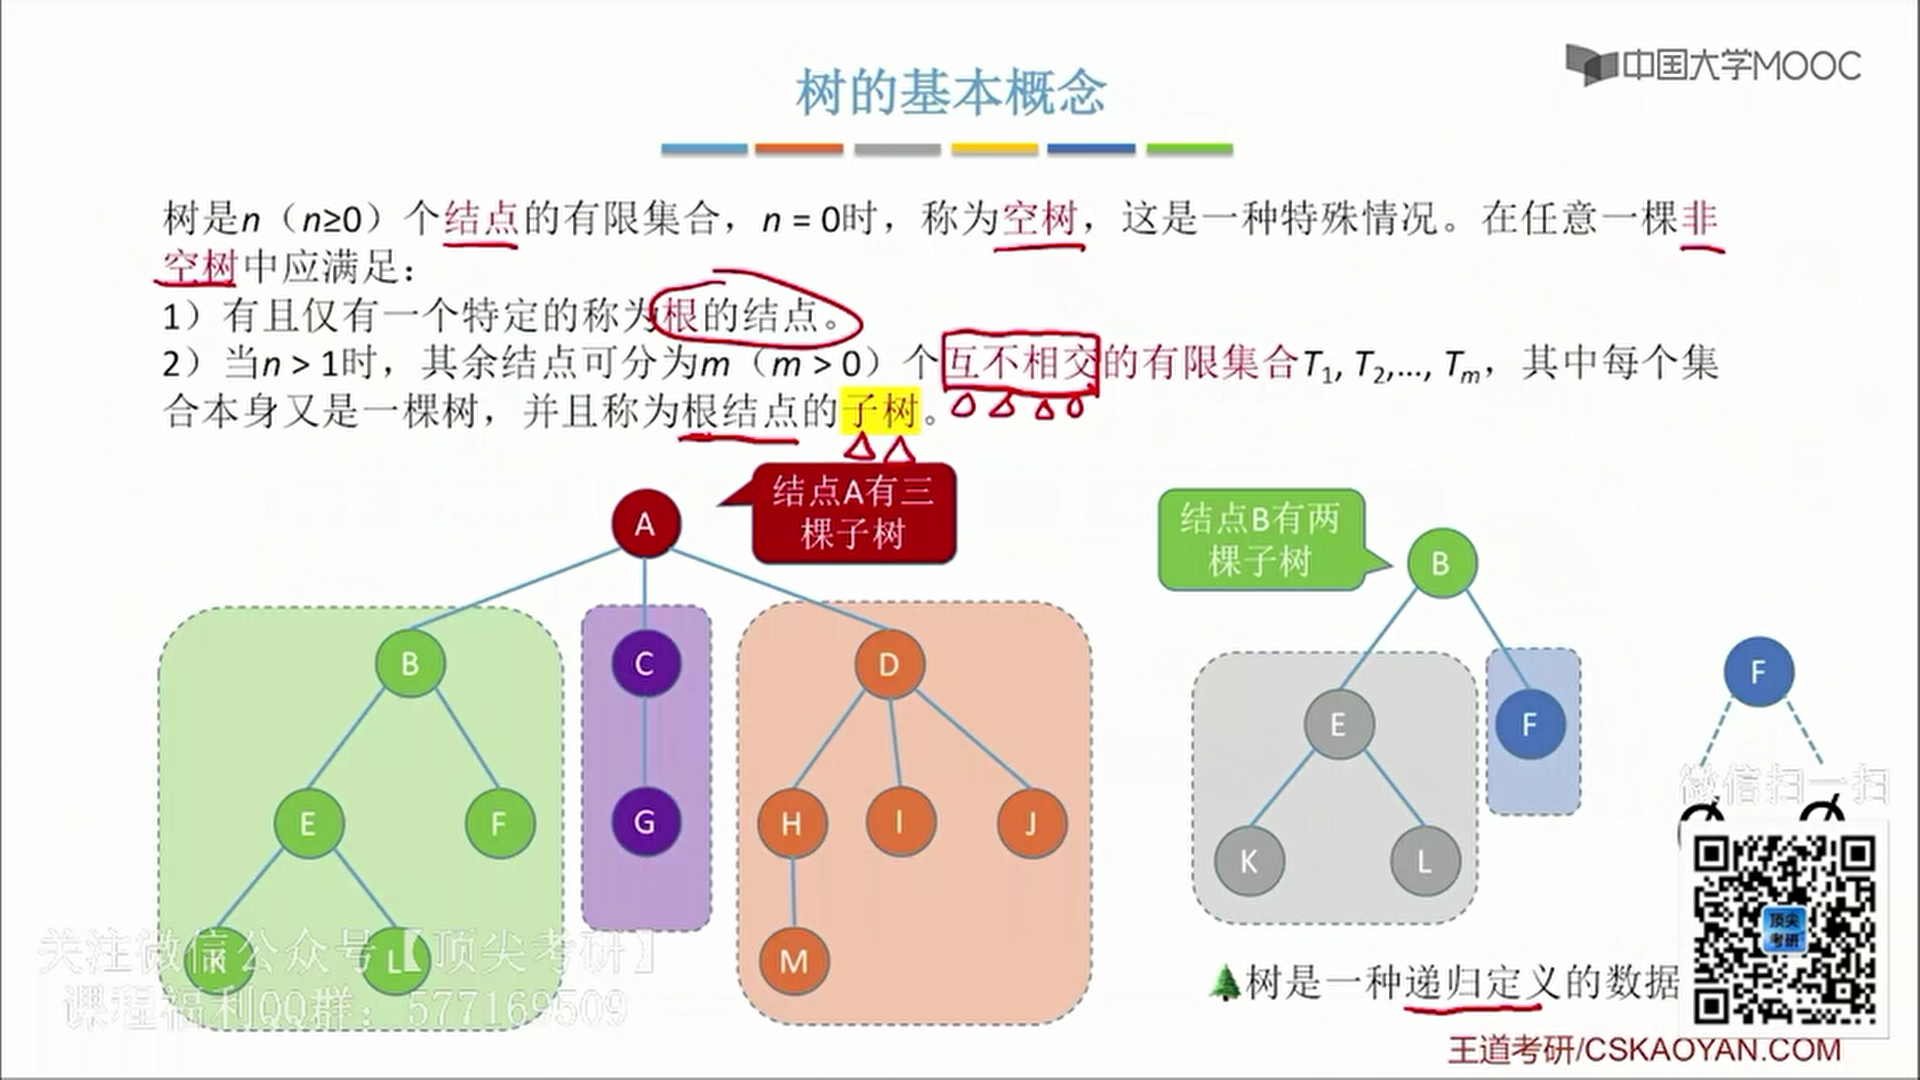 中国大学MOOC
树的基本概念
树是n（n≥0）个结点的有限集合，n = 0时，称为空树，这是一种特殊情况。在任意一棵非
空树中应满足：
1）有且仅有一个特定的称为根的结点。
2）当n > 1时，其余结点可分为m（m > 0）个互不相交的有限集合T1, T2,…, Tm，其中每个集
合本身又是一棵树，并且称为根结点的子树。
结点A有三
棵子树
结点B有两
棵子树
A
B
B
C
D
E
F
F
E
F
G
H
I
J
K
L
K
L
M
微信扫一扫
顶尖
考研
关注微信公众号【顶尖考研】
课程福利QQ群：577169509
树是一种递归定义的数据
王道考研/CSKAOYAN.COM